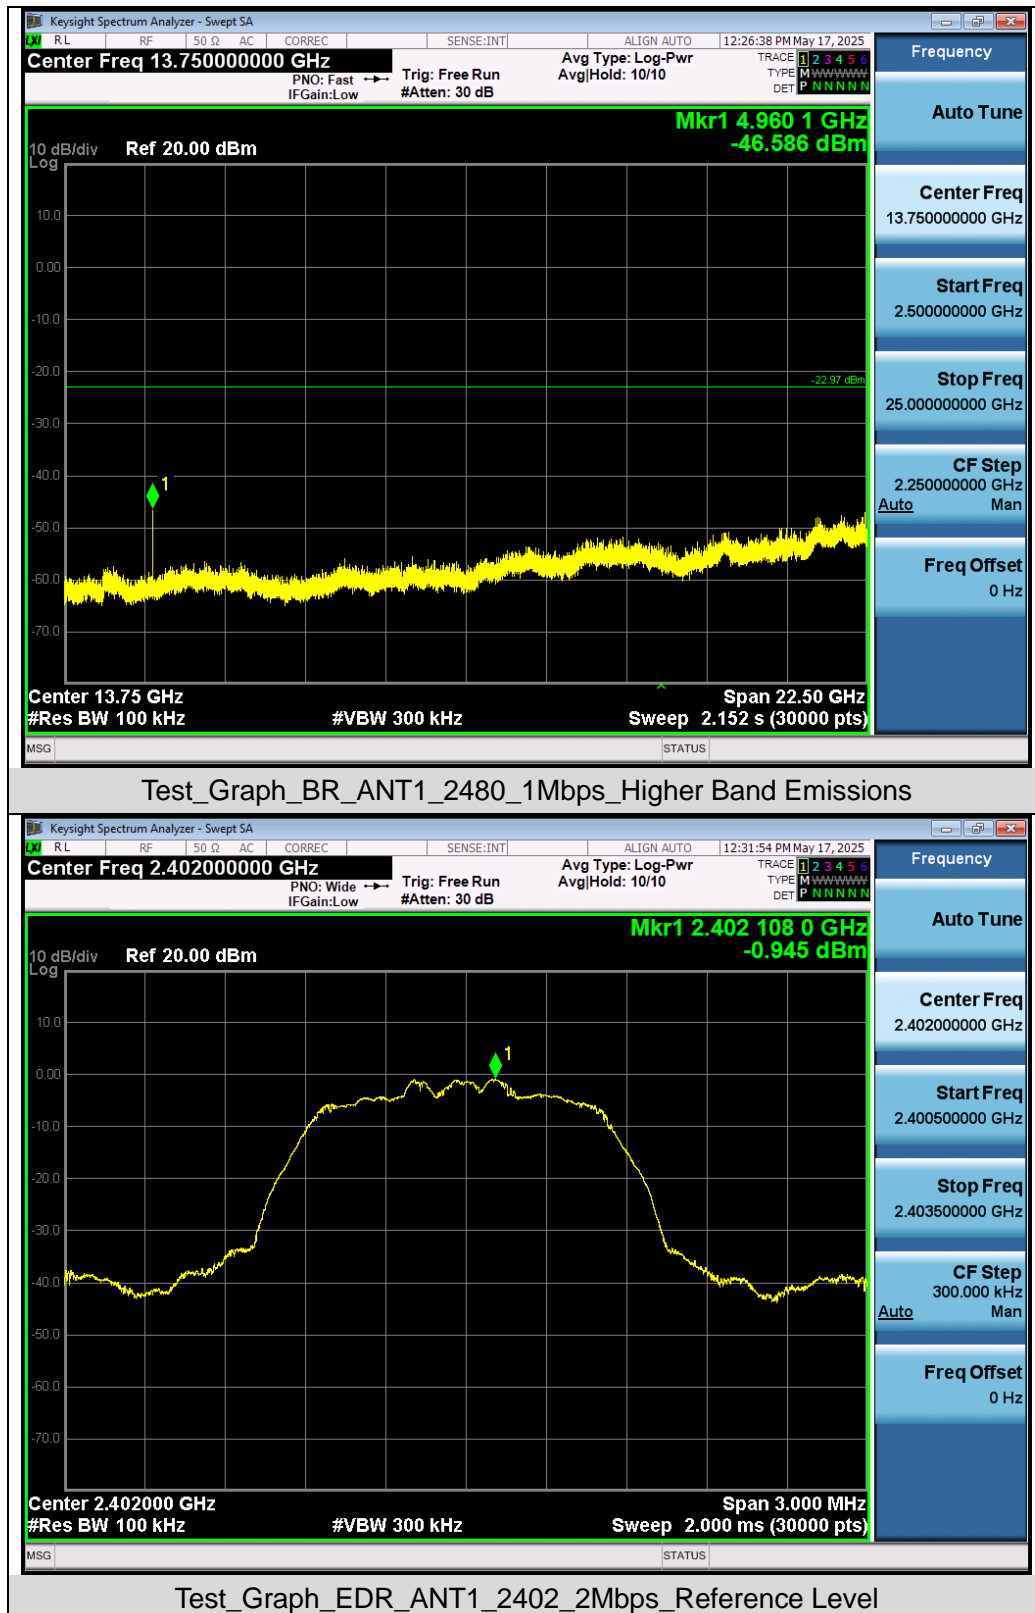 Keysight Spectrum Analyzer - Swept SA
LXI RL RF 50 Ω AC CORREC SENSE:INT ALIGN AUTO 12:26:38 PM May 17, 2025
Center Freq 13.750000000 GHz Avg Type: Log-Pwr TRACE 1 2 3 4 5 6
PNO: Fast Trig: Free Run Avg|Hold: 10/10 TYPE M WWWWW
IFGain:Low #Atten: 30 dB DET P N N N N N
Mkr1 4.960 1 GHz
-46.586 dBm
10 dB/div Ref 20.00 dBm
Log
10.0
0.00
-10.0
-20.0
-22.97 dBm
-30.0
-40.0
1
-50.0
-60.0
-70.0
Center 13.75 GHz Span 22.50 GHz
#Res BW 100 kHz #VBW 300 kHz Sweep 2.152 s (30000 pts)
MSG STATUS
Frequency
Auto Tune
Center Freq
13.750000000 GHz
Start Freq
2.500000000 GHz
Stop Freq
25.000000000 GHz
CF Step
2.250000000 GHz
Auto Man
Freq Offset
0 Hz
Test_Graph_BR_ANT1_2480_1Mbps_Higher Band Emissions
Keysight Spectrum Analyzer - Swept SA
LXI RL RF 50 Ω AC CORREC SENSE:INT ALIGN AUTO 12:31:54 PM May 17, 2025
Center Freq 2.402000000 GHz Avg Type: Log-Pwr TRACE 1 2 3 4 5 6
PNO: Wide Trig: Free Run Avg|Hold: 10/10 TYPE M WWWWW
IFGain:Low #Atten: 30 dB DET P N N N N N
Mkr1 2.402 108 0 GHz
-0.945 dBm
10 dB/div Ref 20.00 dBm
Log
10.0
1
0.00
-10.0
-20.0
-30.0
-40.0
-50.0
-60.0
-70.0
Center 2.402000 GHz Span 3.000 MHz
#Res BW 100 kHz #VBW 300 kHz Sweep 2.000 ms (30000 pts)
MSG STATUS
Frequency
Auto Tune
Center Freq
2.402000000 GHz
Start Freq
2.400500000 GHz
Stop Freq
2.403500000 GHz
CF Step
300.000 kHz
Auto Man
Freq Offset
0 Hz
Test_Graph_EDR_ANT1_2402_2Mbps_Reference Level